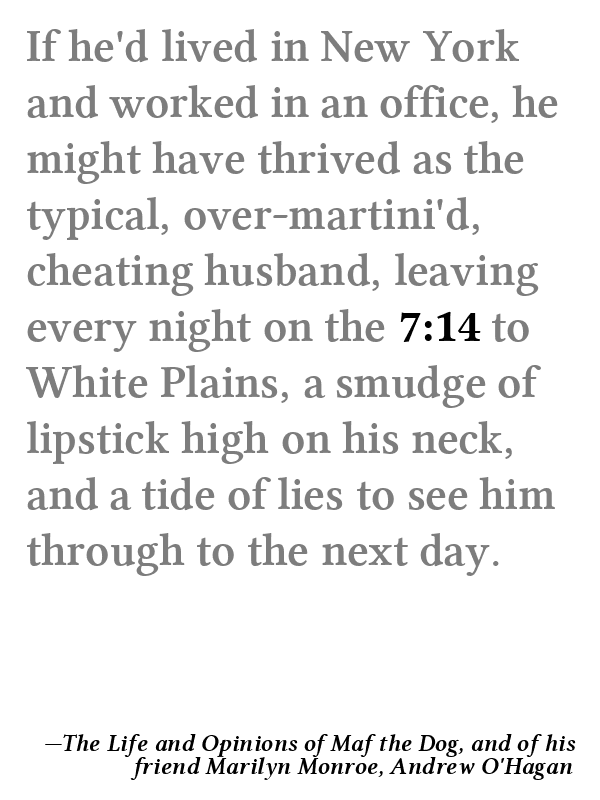 If he'd lived in New York
and worked in an office, he
might have thrived as the
typical, over-martini'd,
cheating husband, leaving
every night on the 7:14 to
White Plains, a smudge of
lipstick high on his neck,
and a tide of lies to see him
through to the next day.
—The Life and Opinions of Maf the Dog, and of his
friend Marilyn Monroe, Andrew O'Hagan